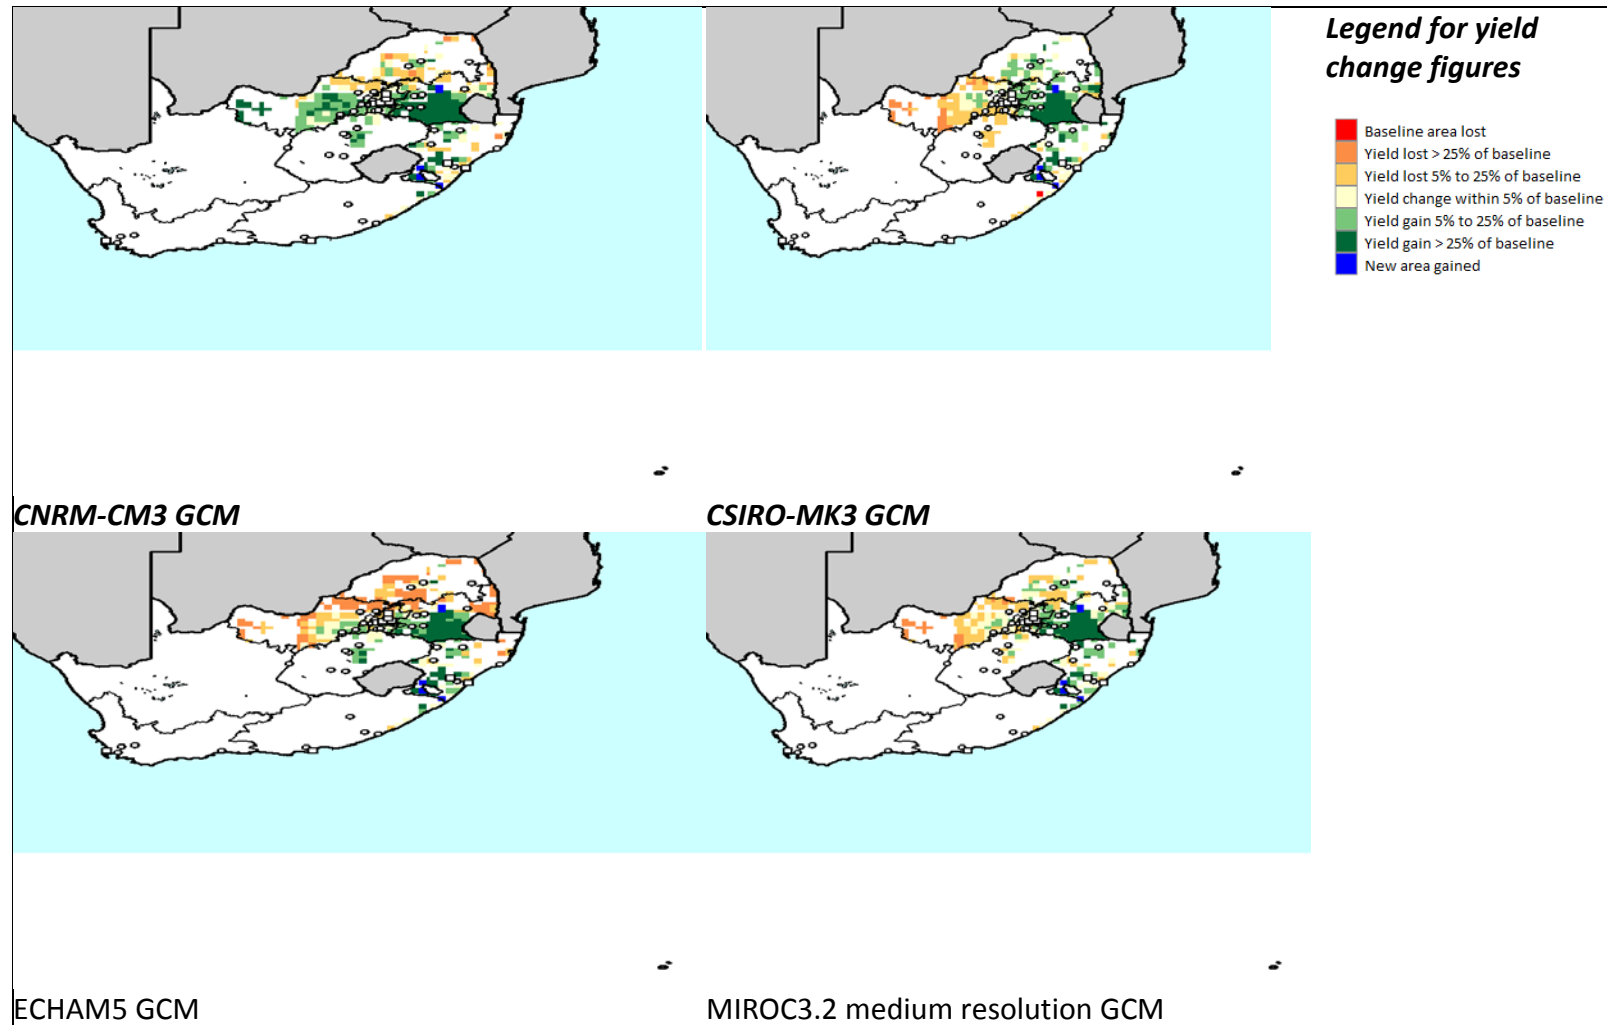 Legend for yield
change figures
Baseline area lost
Yield lost > 25% of baseline
Yield lost 5% to 25% of baseline
Yield change within 5% of baseline
Yield gain 5% to 25% of baseline
Yield gain > 25% of baseline
New area gained
CNRM-CM3 GCM
CSIRO-MK3 GCM
ECHAM5 GCM
MIROC3.2 medium resolution GCM